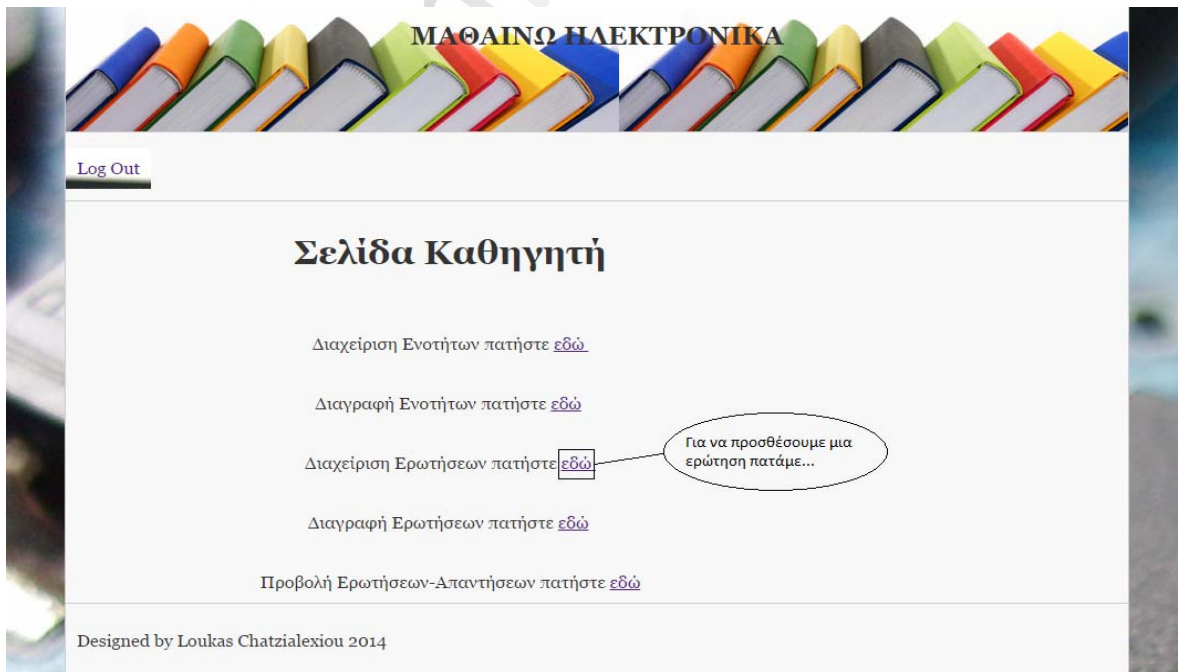 ΜΑΘΑΙΝΩ ΗΛΕΚΤΡΟΝΙΚΑ
Log Out
Σελίδα Καθηγητή
Διαχείριση Ενοτήτων πατήστε εδώ
Διαγραφή Ενοτήτων πατήστε εδώ
Διαχείριση Ερωτήσεων πατήστε εδώ
Για να προσθέσουμε μια
ερώτηση πατάμε...
Διαγραφή Ερωτήσεων πατήστε εδώ
Προβολή Ερωτήσεων-Απαντήσεων πατήστε εδώ
Designed by Loukas Chatzialexiou 2014